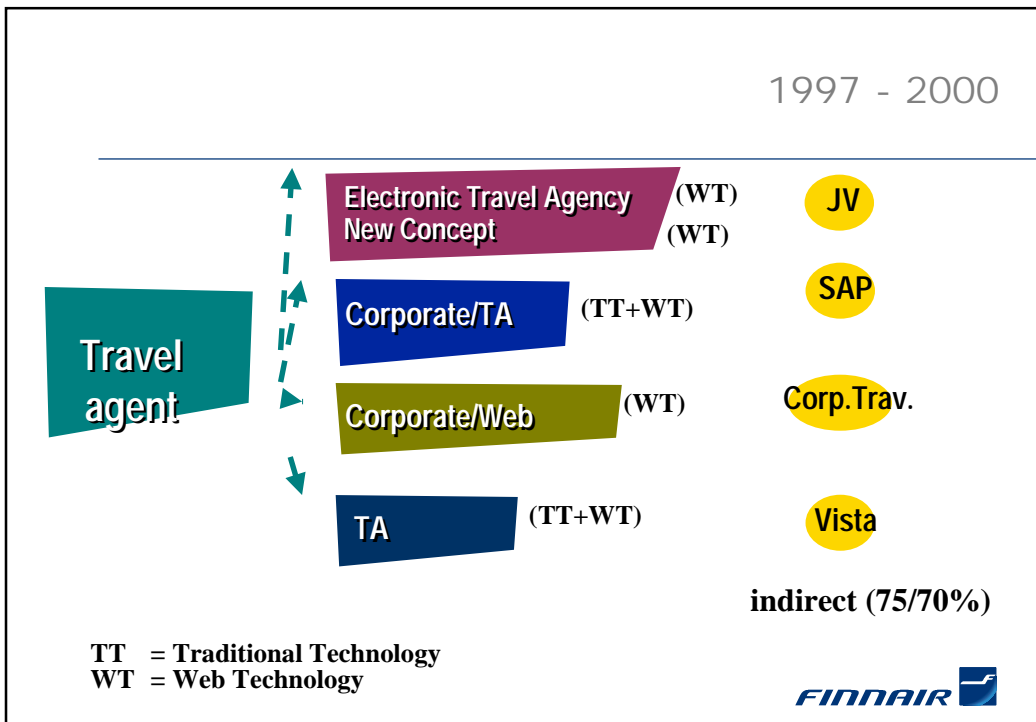 1997 - 2000
Electronic Travel Agency
New Concept
(WT)
(WT)
JV
Travel
agent
Corporate/TA
(TT+WT)
SAP
Corporate/Web
(WT)
Corp.Trav.
TA
(TT+WT)
Vista
indirect (75/70%)
TT = Traditional Technology
WT = Web Technology
FINNAIR